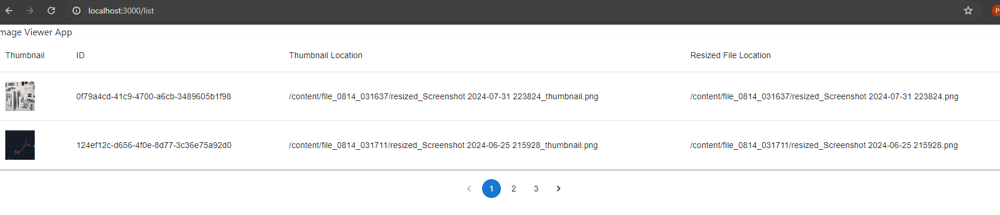 localhost:3000/list
P
mage Viewer App
Thumbnail ID Thumbnail Location Resized File Location
0f79a4cd-41c9-4700-a6cb-3489605b1f98 /content/file_0814_031637/resized_Screenshot 2024-07-31 223824_thumbnail.png /content/file_0814_031637/resized_Screenshot 2024-07-31 223824.png
124ef12c-d656-4f0e-8d77-3c36e75a92d0 /content/file_0814_031711/resized_Screenshot 2024-06-25 215928_thumbnail.png /content/file_0814_031711/resized_Screenshot 2024-06-25 215928.png
1 2 3